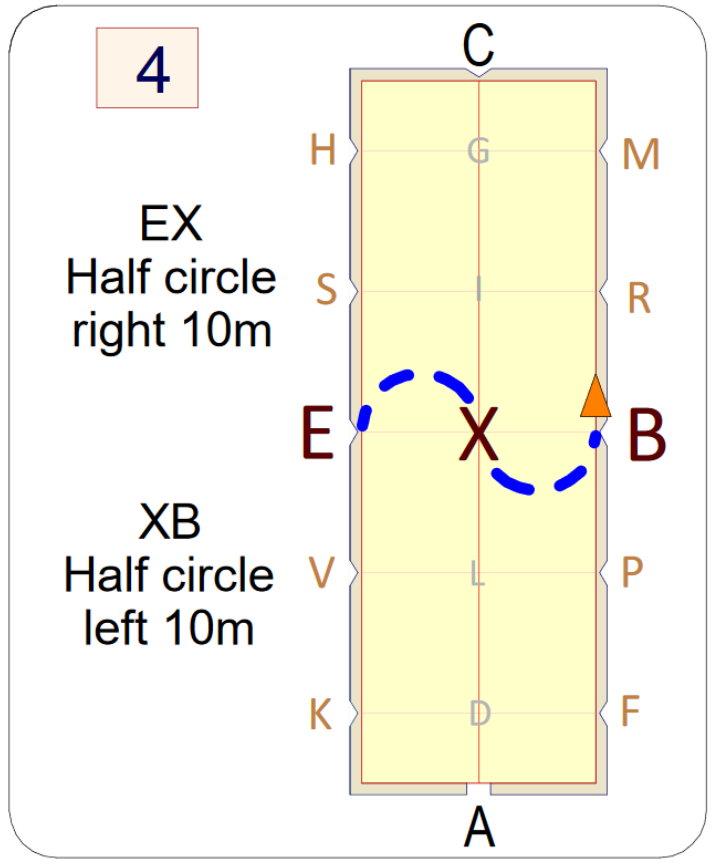 4
C
H G M
EX
Half circle
right 10m
S I R
E X B
XB
Half circle
left 10m
V L P
K D F
A